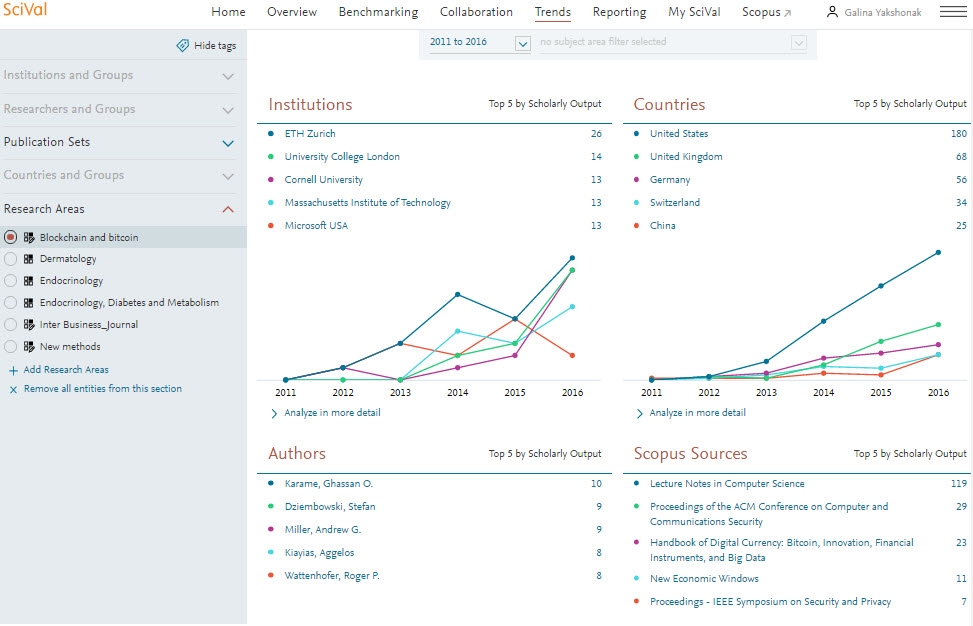 SciVal
Home Overview Benchmarking Collaboration Trends Reporting My SciVal Scopus Galina Yakshonak
Hide tags
Institutions and Groups
Researchers and Groups
Publication Sets
Countries and Groups
Research Areas
Blockchain and bitcoin
Dermatology
Endocrinology
Endocrinology, Diabetes and Metabolism
Inter Business_Journal
New methods
Add Research Areas
Remove all entities from this section
2011 to 2016 no subject area filter selected
Institutions Top 5 by Scholarly Output
ETH Zurich 26
University College London 14
Cornell University 13
Massachusetts Institute of Technology 13
Microsoft USA 13
2011 2012 2013 2014 2015 2016
Analyze in more detail
Countries Top 5 by Scholarly Output
United States 180
United Kingdom 68
Germany 56
Switzerland 34
China 25
2011 2012 2013 2014 2015 2016
Analyze in more detail
Authors Top 5 by Scholarly Output
Karame, Ghassan O. 10
Dziembowski, Stefan 9
Miller, Andrew G. 9
Kiayias, Aggelos 8
Wattenhofer, Roger P. 8
Scopus Sources Top 5 by Scholarly Output
Lecture Notes in Computer Science 119
Proceedings of the ACM Conference on Computer and 29
Communications Security
Handbook of Digital Currency: Bitcoin, Innovation, Financial 23
Instruments, and Big Data
New Economic Windows 11
Proceedings - IEEE Symposium on Security and Privacy 7